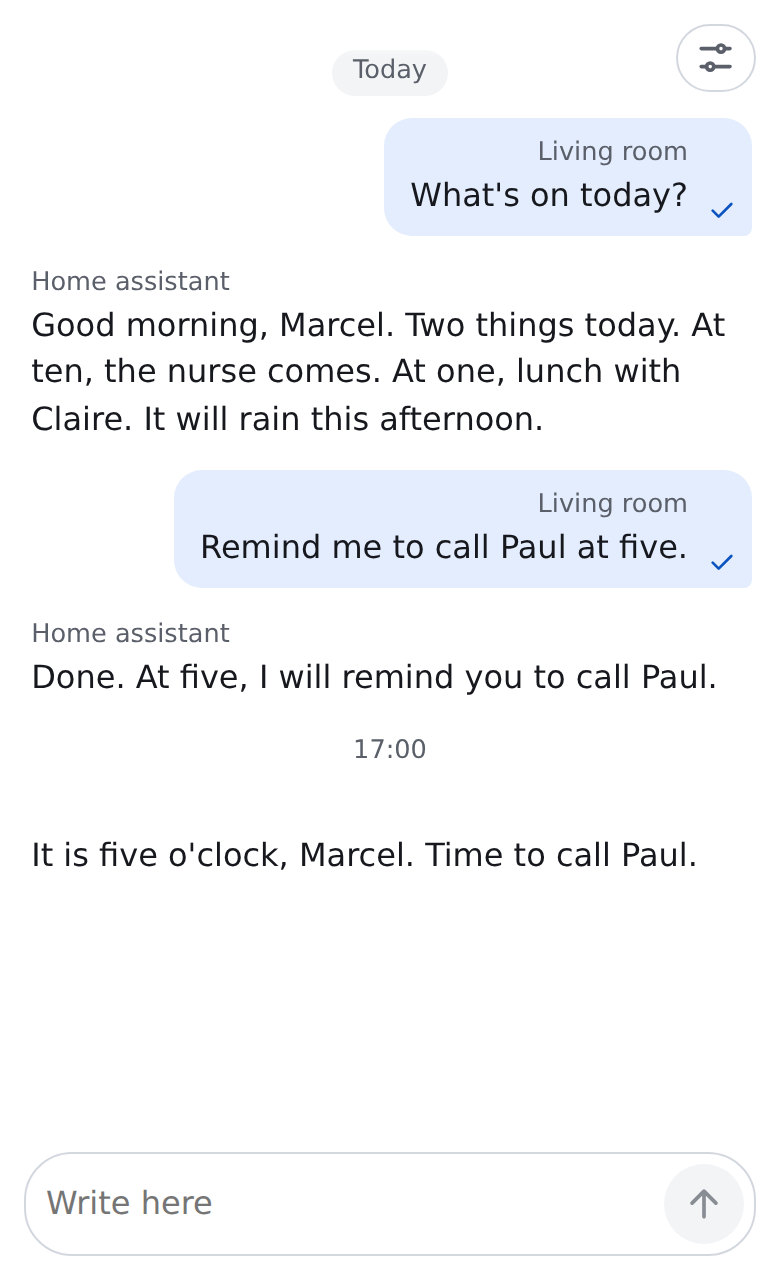 Today
Living room
What's on today?
Home assistant
Good morning, Marcel. Two things today. At
ten, the nurse comes. At one, lunch with
Claire. It will rain this afternoon.
Living room
Remind me to call Paul at five.
Home assistant
Done. At five, I will remind you to call Paul.
17:00
It is five o'clock, Marcel. Time to call Paul.
Write here